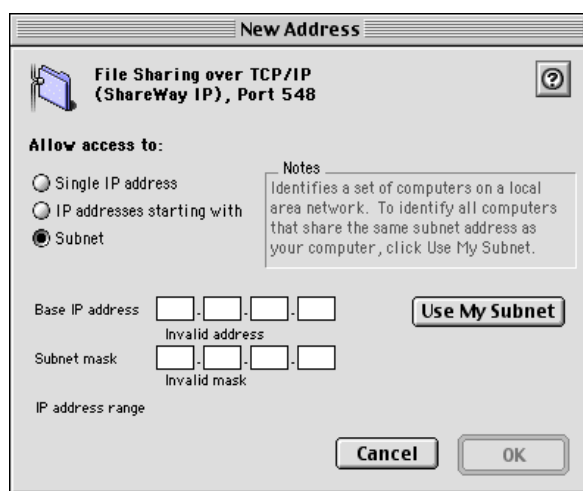 New Address
File Sharing over TCP/IP
(ShareWay IP), Port 548
?
Allow access to:
Single IP address
IP addresses starting with
Subnet
Notes
Identifies a set of computers on a local
area network. To identify all computers
that share the same subnet address as
your computer, click Use My Subnet.
Base IP address . . .
Use My Subnet
Invalid address
Subnet mask . . .
Invalid mask
IP address range
Cancel
OK